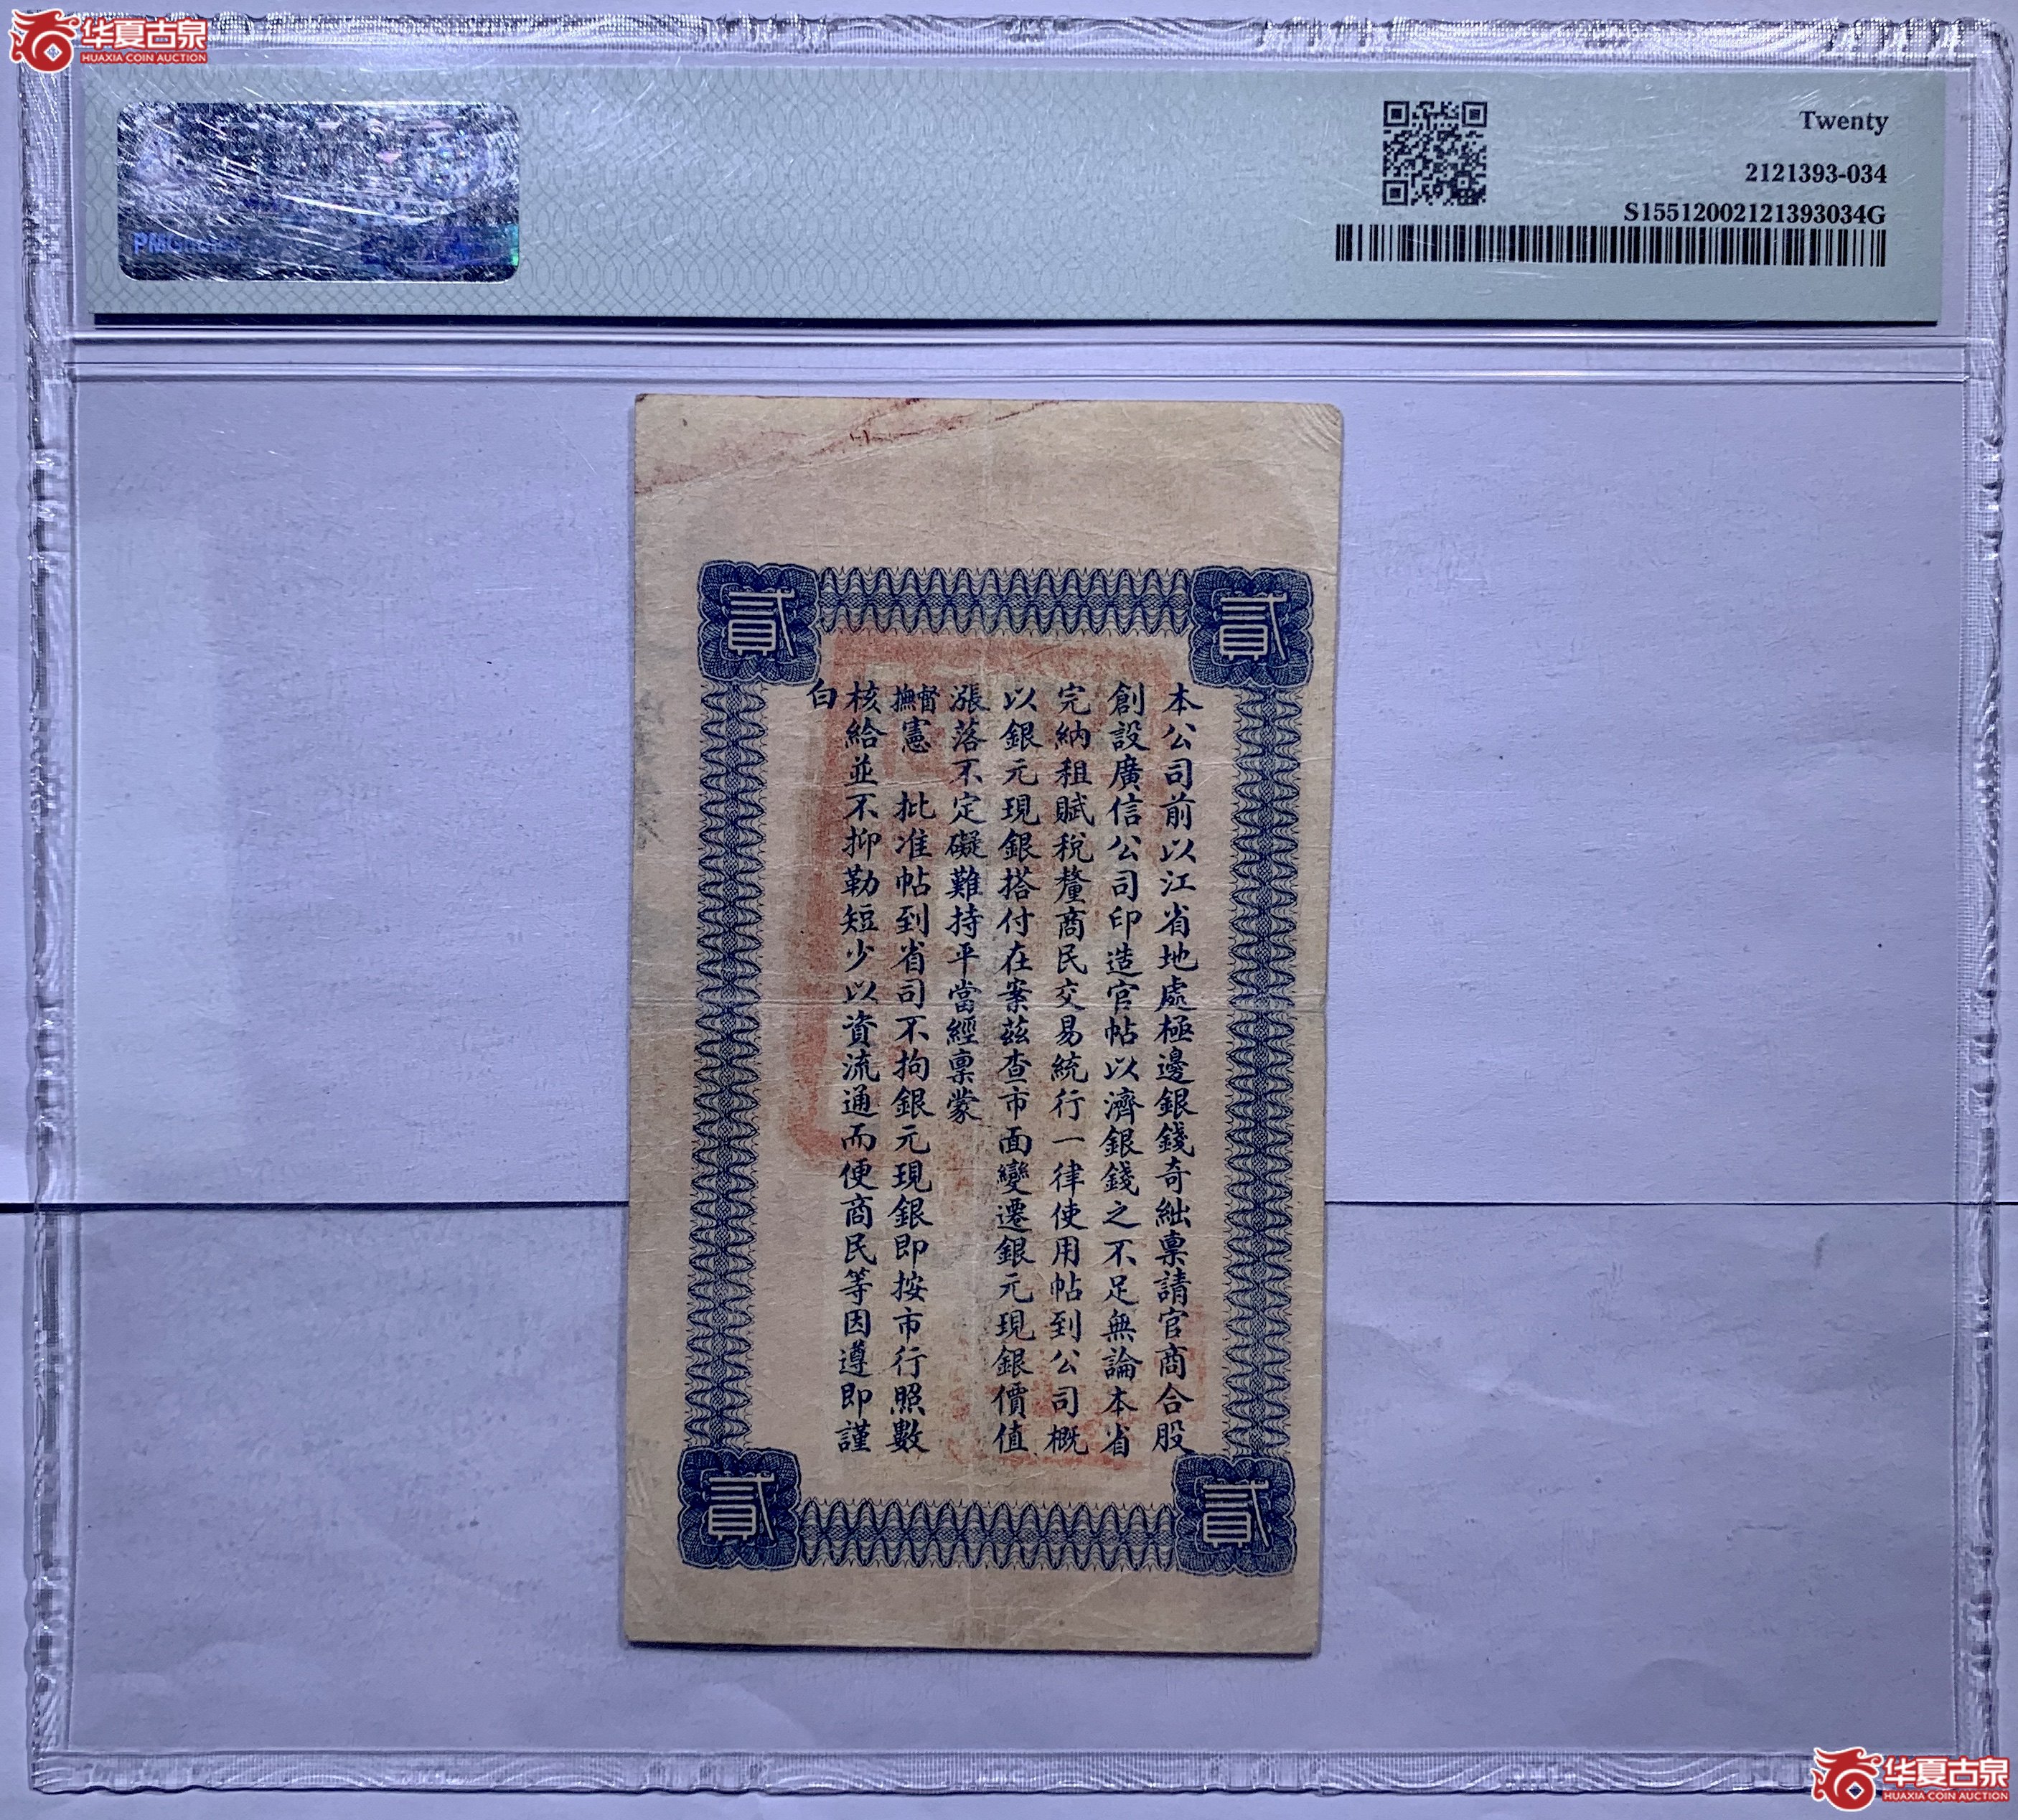 华夏古泉
HUAXIA COIN AUCTION
Twenty
2121393-034
S15512002121393034G
貳
貳
本公司前以江省地處極邊銀錢奇絀禀請官商合股
創設廣信公司印造官帖以濟銀錢之不足無論本省
完納租賦稅釐商民交易統行一律使用帖到公司概
以銀元現銀搭付在案茲查市面變遷銀元現銀價值
漲落不定礙難持平當經禀蒙
督撫憲 批准帖到省司不拘銀元現銀即按市行照數
核給並不抑勒短少以資流通而便商民等因遵即謹
白
貳
貳
华夏古泉
HUAXIA COIN AUCTION